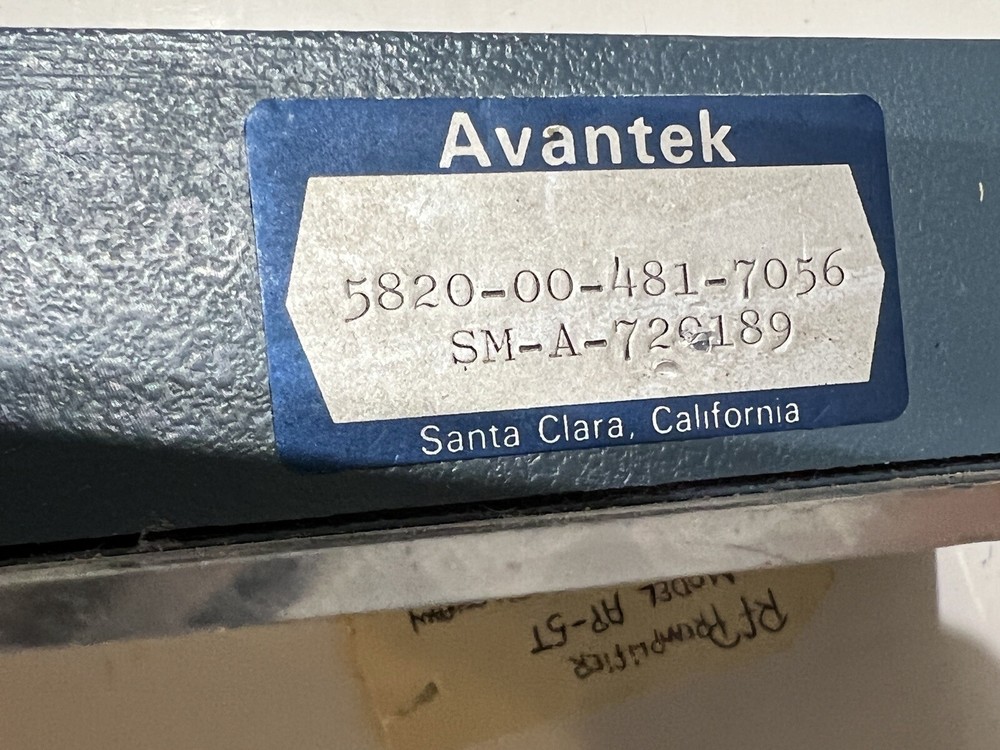 Avantek
5820-00-481-7056
Santa Clara, California
RF PREAMPLIFIER
MODEL AP-5T